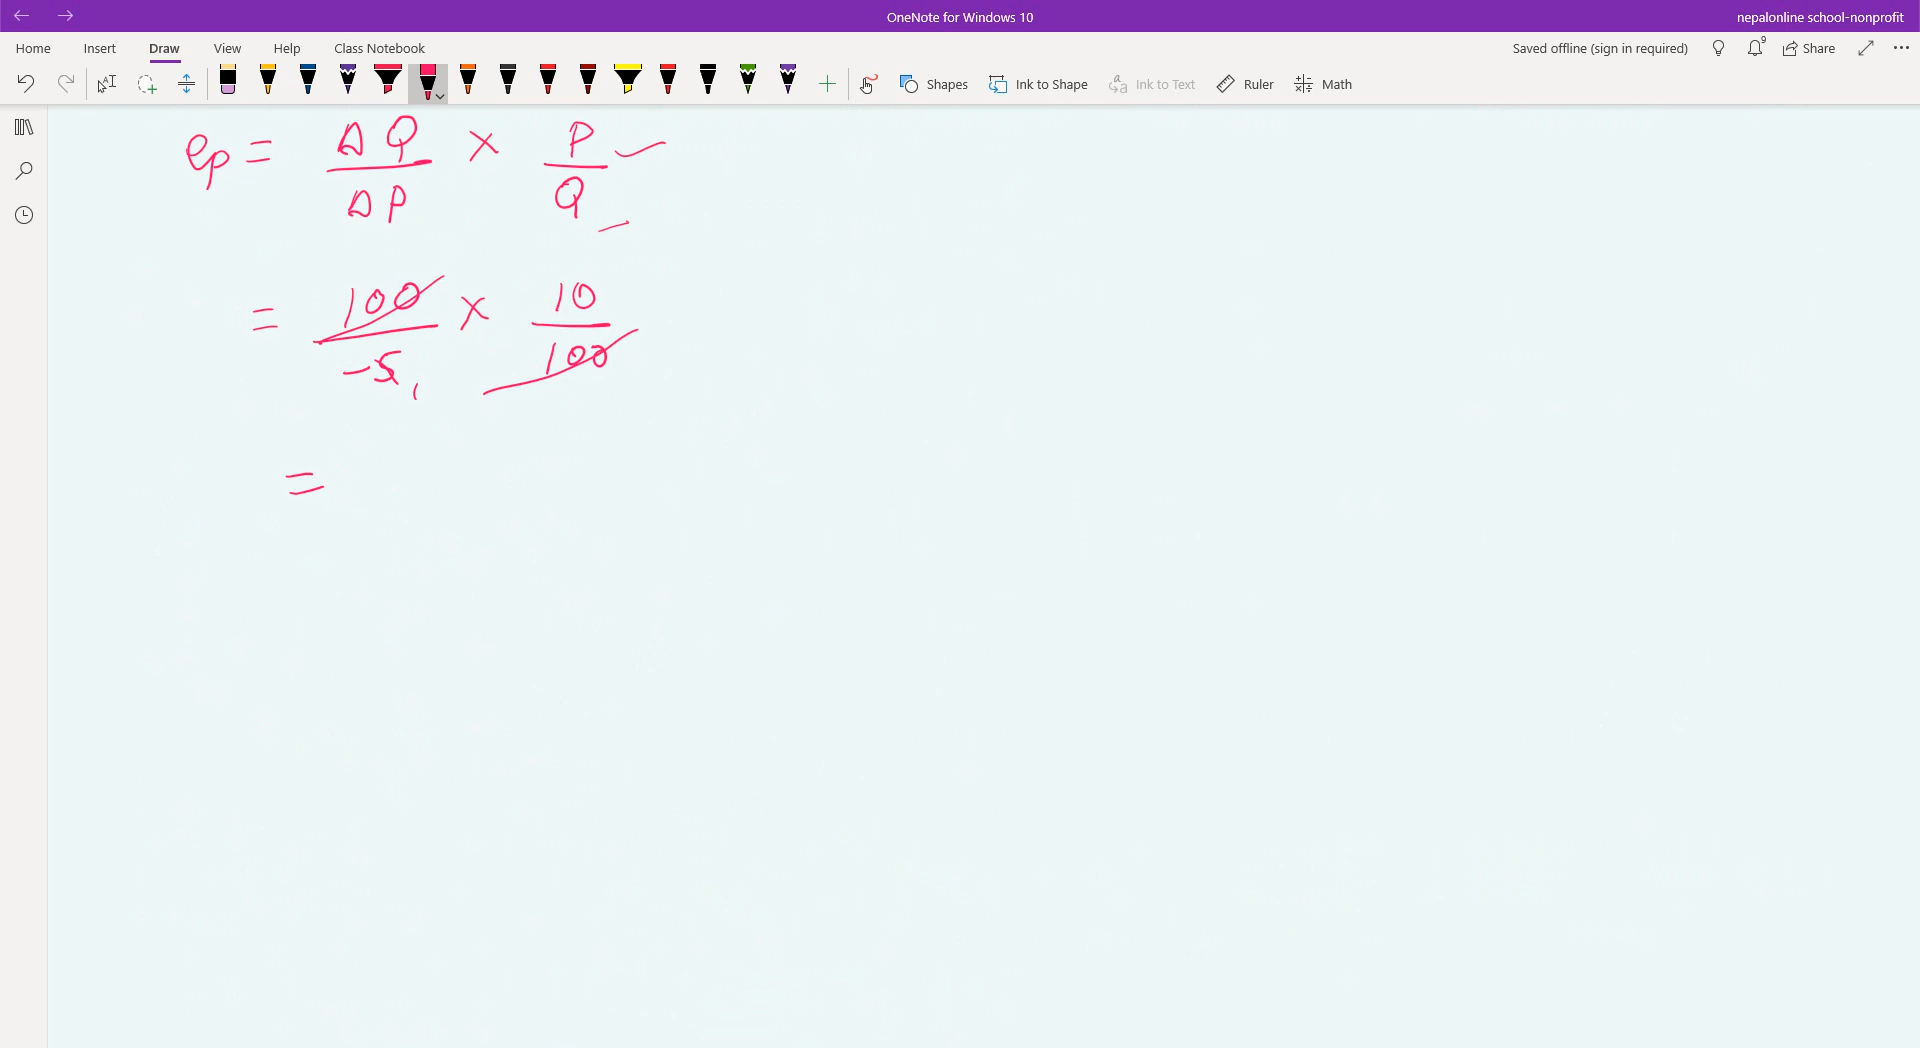 OneNote for Windows 10
nepalonline school-nonprofit
Home Insert Draw View Help Class Notebook
Saved offline (sign in required)
9
Share
Shapes Ink to Shape Ink to Text Ruler Math
ep = ΔQ/ΔP × P/Q
= 100/-5 × 10/100
=